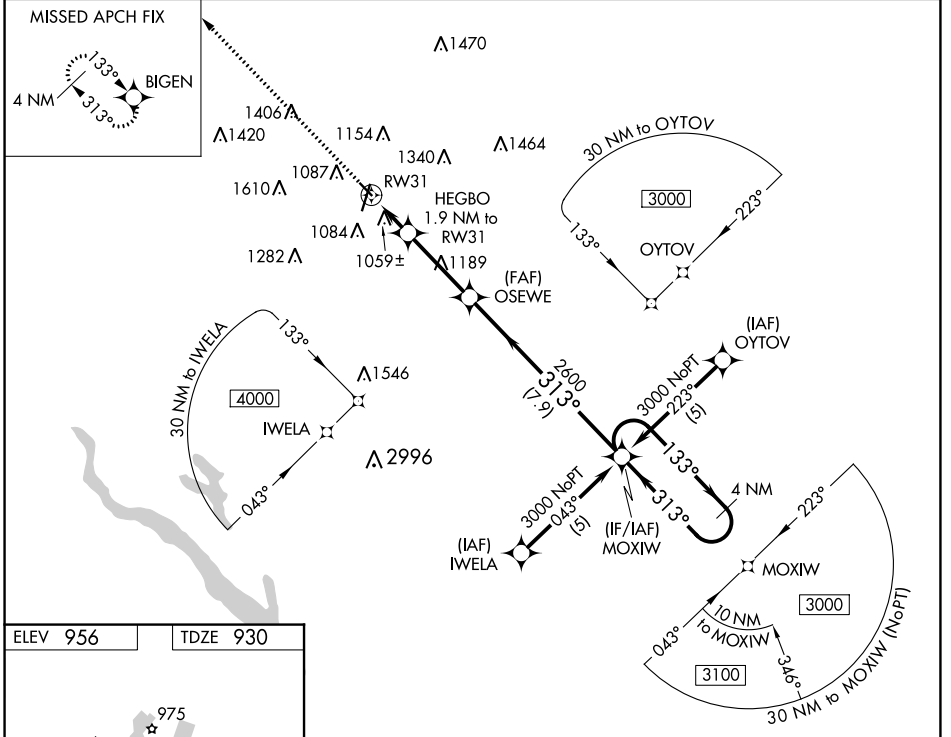 MISSED APCH FIX
133°
BIGEN
4 NM
313°
1470
1406
1420
1154
1464
1340
1087
RW31
1610
HEGBO
1.9 NM to
RW31
1084
1282
1059±
1189
(FAF)
OSEWE
30 NM to OYTOV
3000
133°
223°
OYTOV
(IAF)
OYTOV
30 NM to IWELA
133°
4000
1546
IWELA
043°
2996
2600
313°
(7.9)
3000 NoPT
223°
(5)
133°
313°
4 NM
3000 NoPT
043°
(5)
(IF/IAF)
MOXIW
(IAF)
IWELA
223°
MOXIW
3000
043°
10 NM
to MOXIW
346°
3100
30 NM to MOXIW (NoPT)
ELEV 956
TDZE 930
975